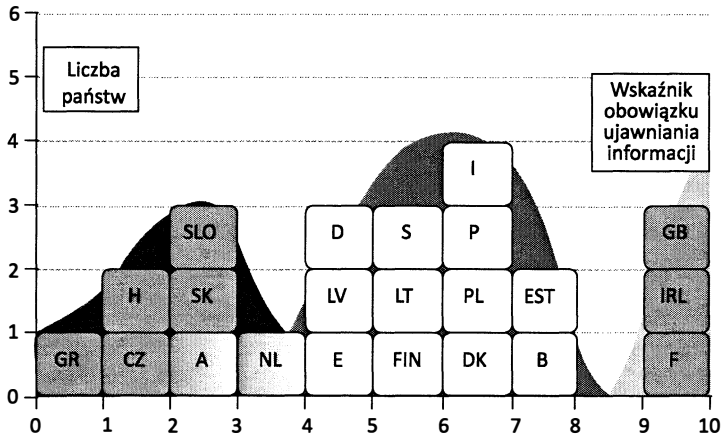 6
Liczba
państw
Wskaźnik
obowiązku
ujawniania
informacji
5
4
I
3
SLO D S P GB
2
H SK LV LT PL EST IRL
1
GR CZ A NL E FIN DK B F
0
0 1 2 3 4 5 6 7 8 9 10